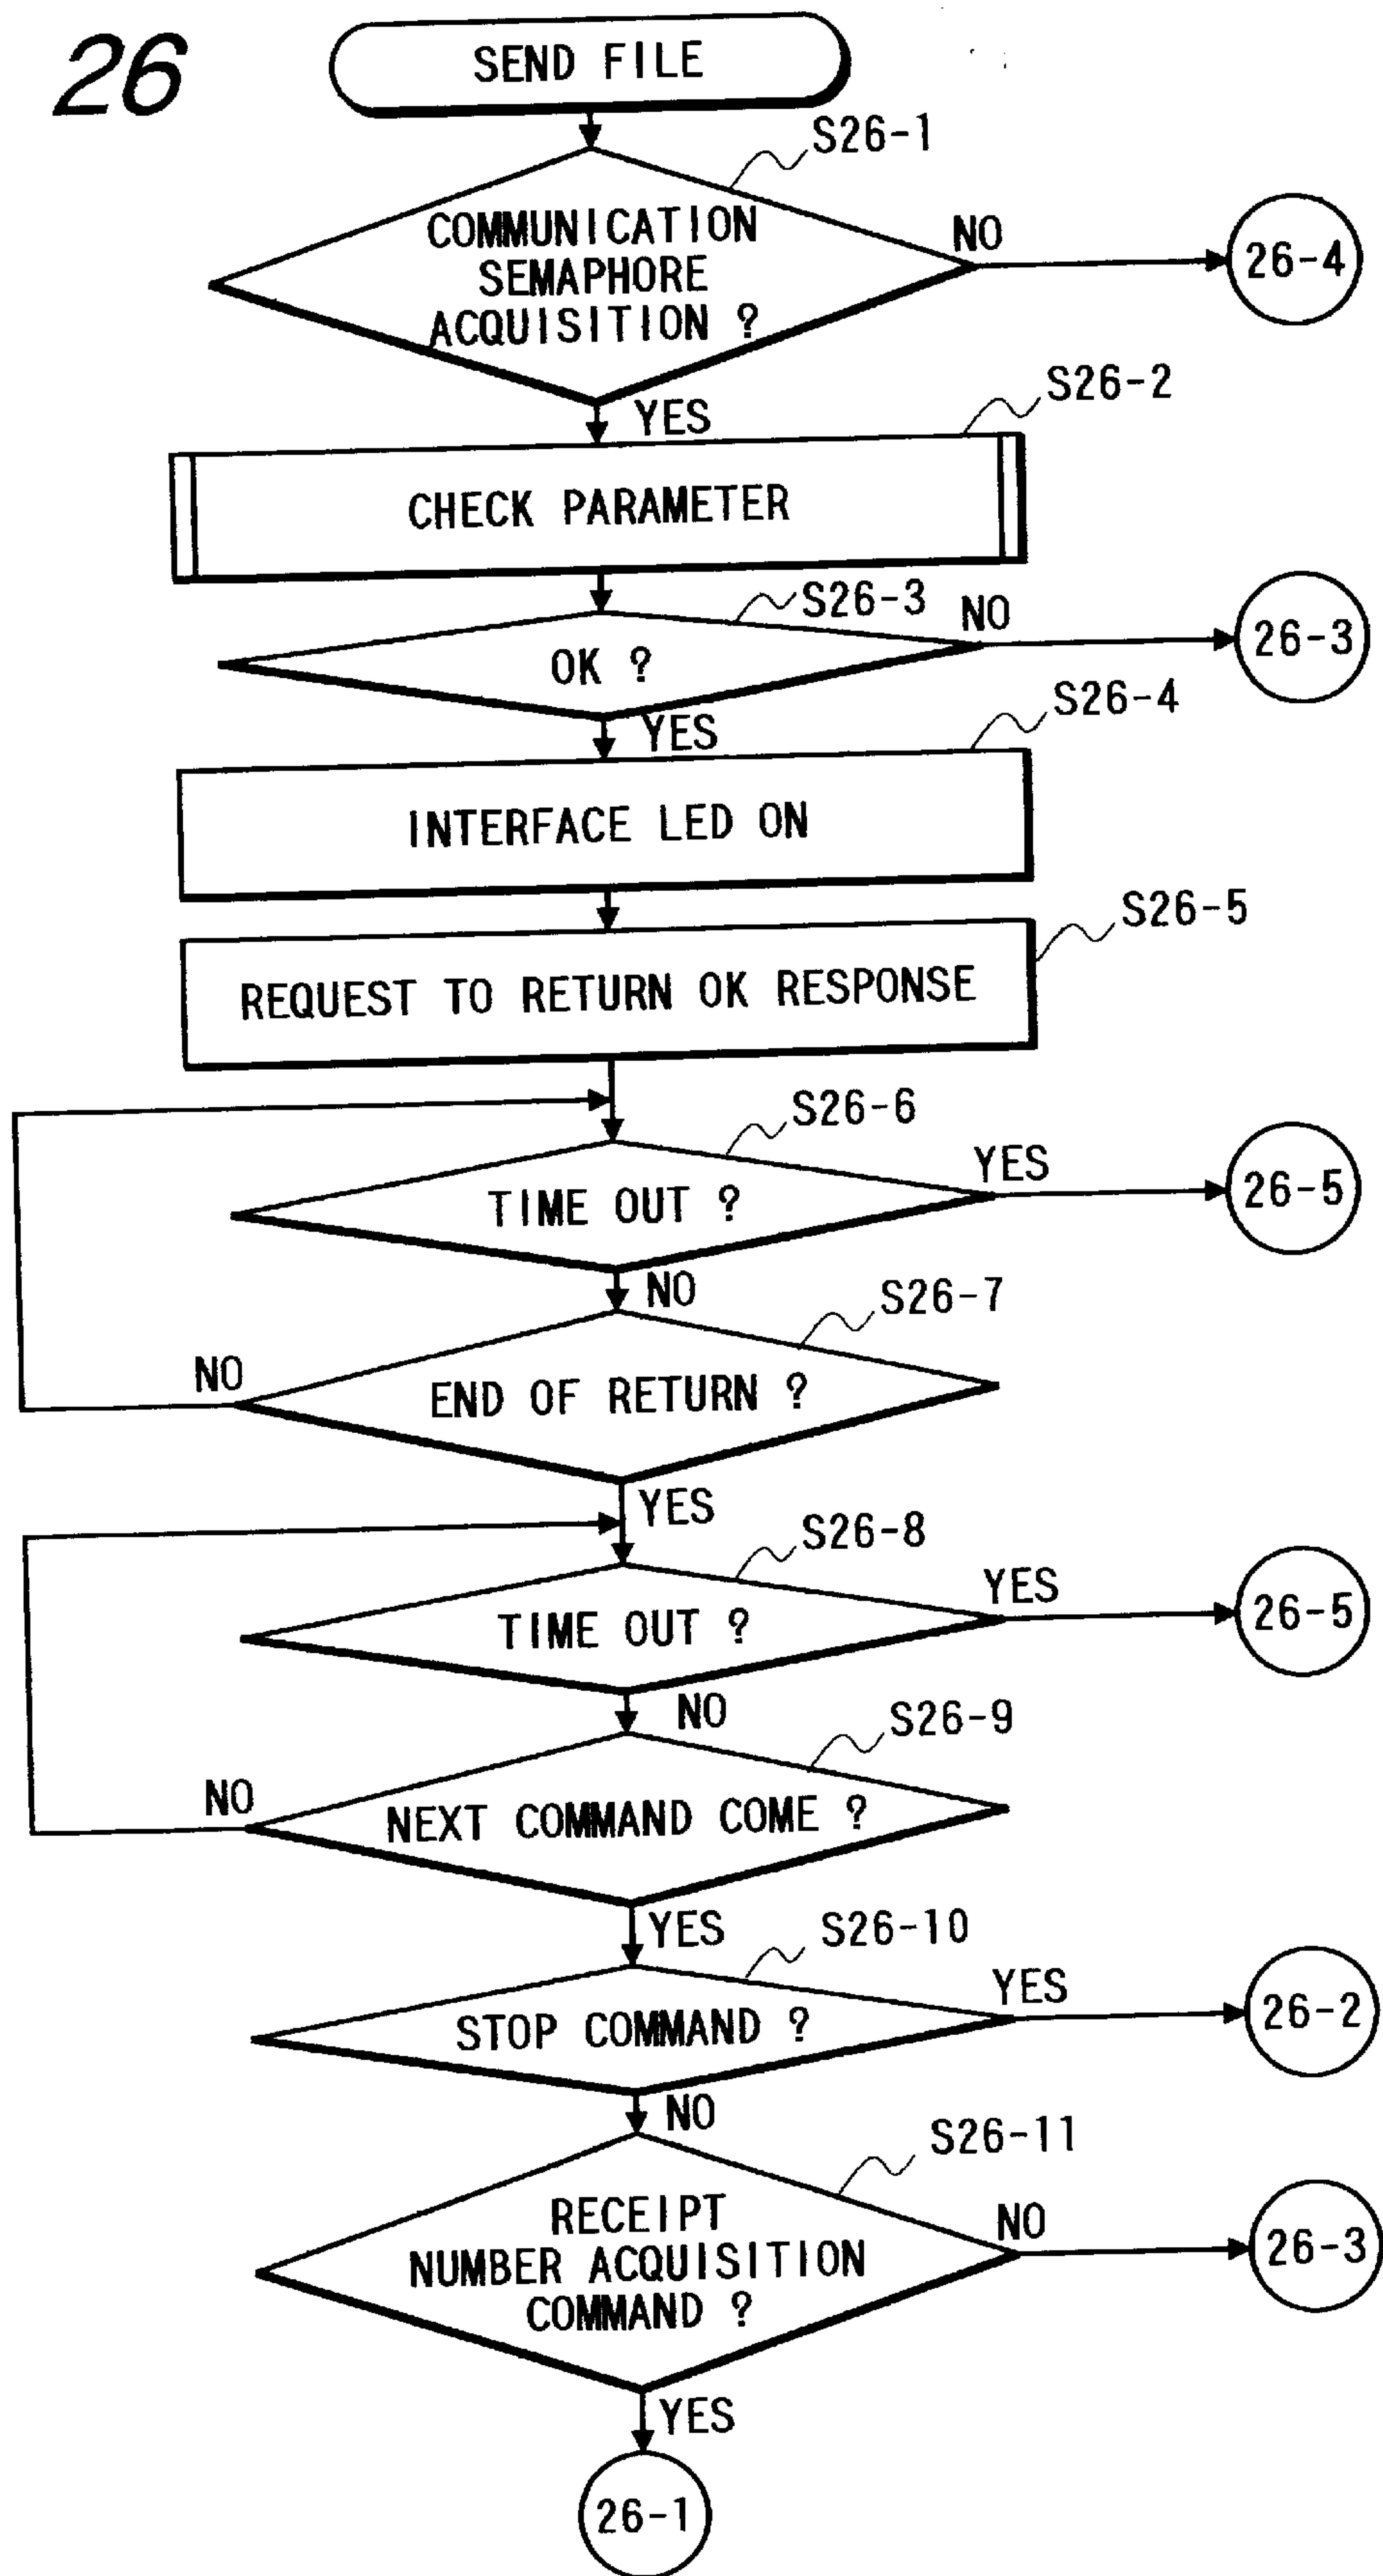 26
SEND FILE
S26-1
COMMUNICATION
SEMAPHORE
ACQUISITION ?
NO
26-4
YES
S26-2
CHECK PARAMETER
S26-3
OK ?
NO
26-3
YES
S26-4
INTERFACE LED ON
S26-5
REQUEST TO RETURN OK RESPONSE
S26-6
TIME OUT ?
YES
26-5
NO
S26-7
END OF RETURN ?
NO
YES
S26-8
TIME OUT ?
YES
26-5
NO
S26-9
NEXT COMMAND COME ?
NO
YES
S26-10
STOP COMMAND ?
YES
26-2
NO
S26-11
RECEIPT
NUMBER ACQUISITION
COMMAND ?
NO
26-3
YES
26-1